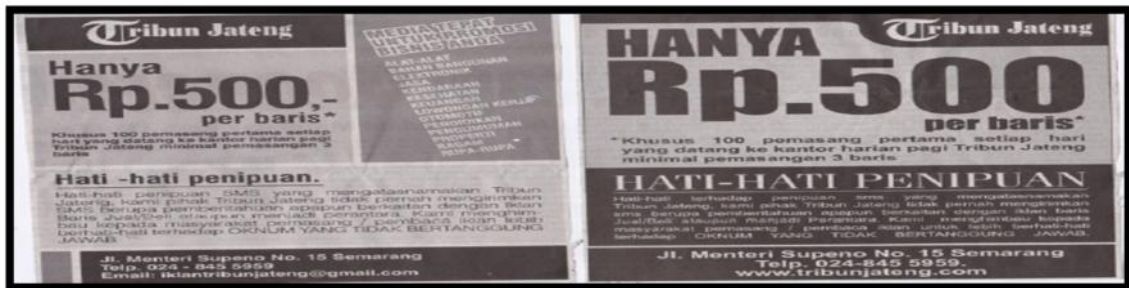 Tribun Jateng
Hanya
Rp.500,-
per baris*
Khusus 100 pemasang pertama setiap
hari yang datang ke kantor harian pagi
Tribun Jateng minimal pemasangan 3
baris
MEDIA TEPAT
UNTUK PROMOSI
BISNIS ANDA
ALAT-ALAT
BAHAN BANGUNAN
ELEKTRONIK
JASA
KENDARAAN
KESEHATAN
KEUANGAN
LOWONGAN KERJA
OTOMOTIF
PENDIDIKAN
PENGUMUMAN
PROPERTI
RAGAM
RUPA-RUPA
Hati -hati penipuan.
Hati-hati penipuan SMS yang mengatasnamakan Tribun
Jateng, kami pihak Tribun Jateng tidak pernah mengirimkan
SMS Berupa pemberitahuan apapun berkaitan dengan Iklan
Baris Jual/Beli ataupun menjadi perantara. Kami menghim-
bau kepada masyarakat pemasang / pembaca iklan lebih
berhati-hati terhadap OKNUM YANG TIDAK BERTANGGUNG
JAWAB
Jl. Menteri Supeno No. 15 Semarang
Telp. 024 - 845 5959
Email: iklantribunjateng@gmail.com
Tribun Jateng
HANYA
Rp.500
per baris*
*Khusus 100 pemasang pertama setiap hari
yang datang ke kantor harian pagi Tribun Jateng
minimal pemasangan 3 baris
HATI-HATI PENIPUAN
Hati-hati terhadap penipuan sms yang mengatasnamakan
Tribun Jateng, kami pihak Tribun Jateng tidak pernah mengirimkan
sms berupa pemberitahuan apapun berkaitan dengan iklan baris
Jual/Beli ataupun menjadi Perantara. Kami menghimbau kepada
masyarakat pemasang / pembaca iklan untuk lebih berhati-hati
terhadap OKNUM YANG TIDAK BERTANGGUNG JAWAB.
Jl. Menteri Supeno No. 15 Semarang
Telp. 024-845 5959.
www.tribunjateng.com